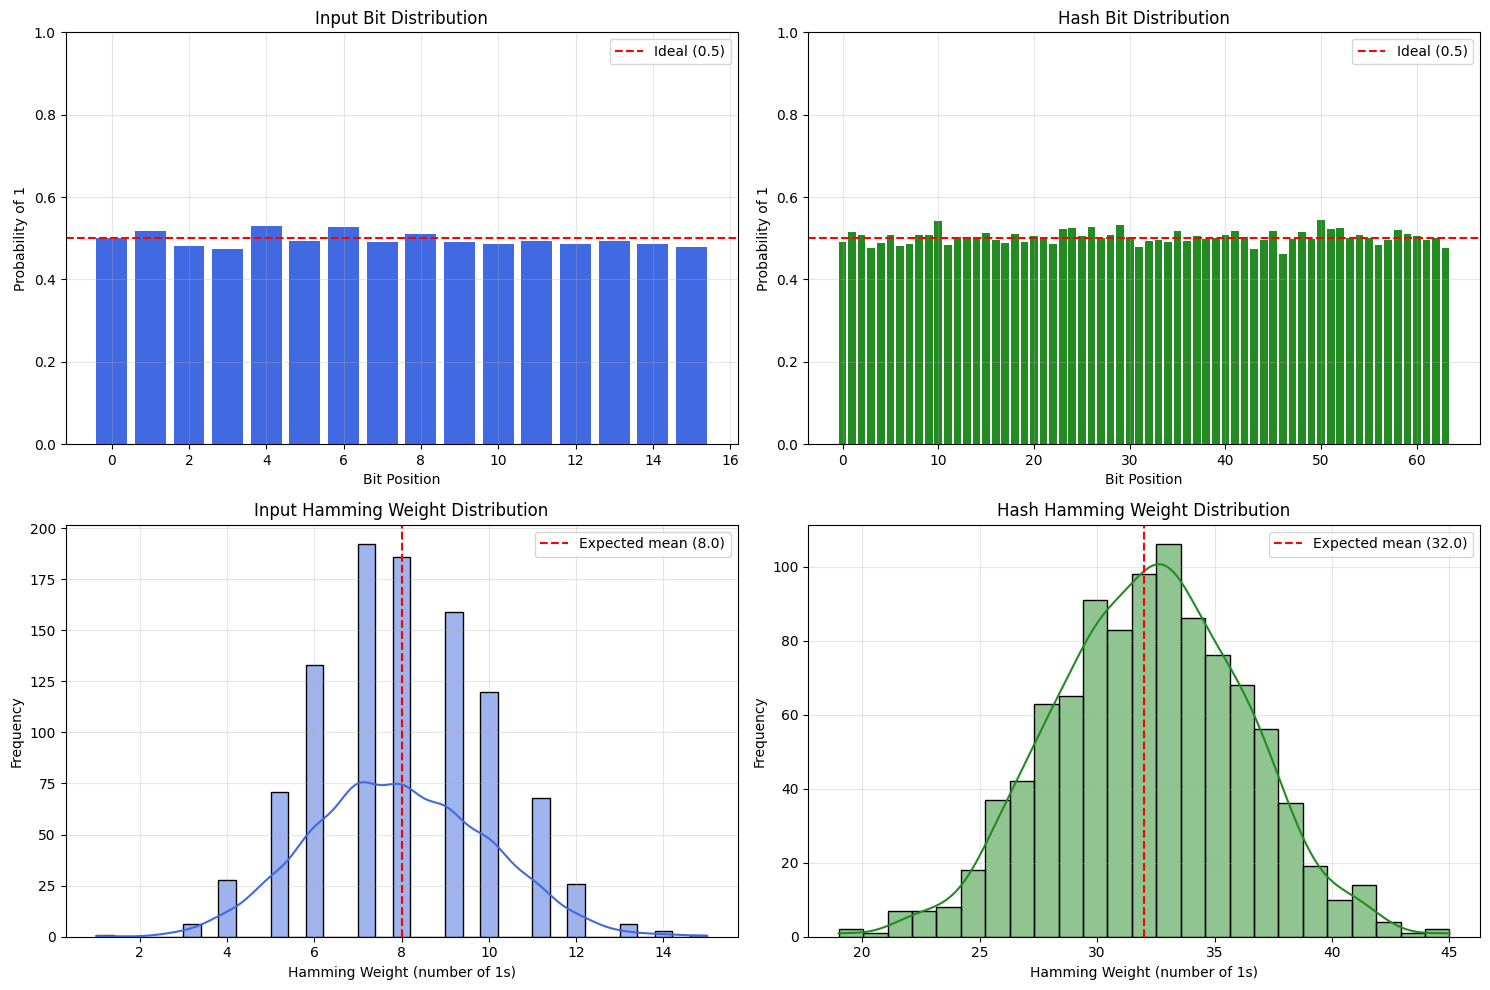 Input Bit Distribution
1.0
0.8
0.6
0.4
0.2
0.0
Probability of 1
Ideal (0.5)
0 2 4 6 8 10 12 14 16
Bit Position
Hash Bit Distribution
1.0
0.8
0.6
0.4
0.2
0.0
Probability of 1
Ideal (0.5)
0 10 20 30 40 50 60
Bit Position
Input Hamming Weight Distribution
200
175
150
125
100
75
50
25
0
Frequency
Expected mean (8.0)
2 4 6 8 10 12 14
Hamming Weight (number of 1s)
Hash Hamming Weight Distribution
100
80
60
40
20
0
Frequency
Expected mean (32.0)
20 25 30 35 40 45
Hamming Weight (number of 1s)